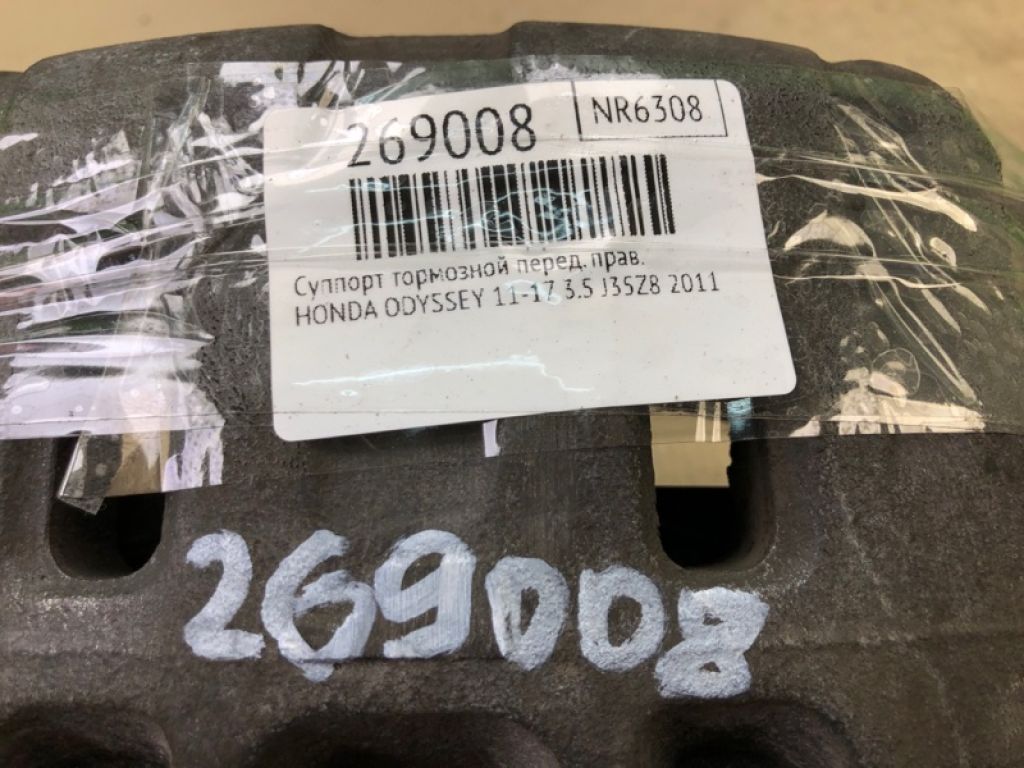 269008 NR6308
Суппорт тормозной перед. прав.
HONDA ODYSSEY 11-17 3.5 J35Z8 2011
269008